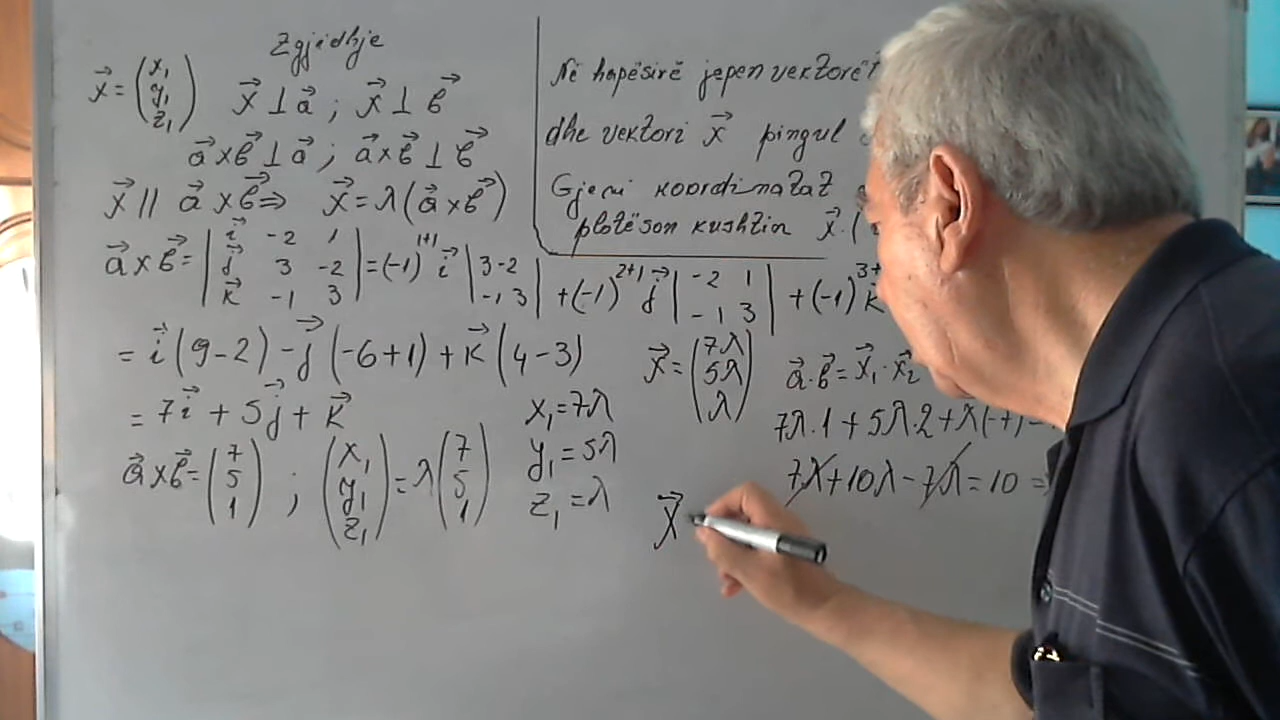 Zgjidhje
x⃗ = (x₁ y₁ z₁) x⃗ ⊥ a⃗ ; x⃗ ⊥ b⃗
a⃗ x b⃗ ⊥ a⃗ ; a⃗ x b⃗ ⊥ b⃗
x⃗ // a⃗ x b⃗ ⇒ x⃗ = λ(a⃗ x b⃗)
Në hapësirë jepen vektorët
dhe vektori x⃗ pingul
Gjeni koordinatat
plotëson kushtin x⃗ · (
a⃗ x b⃗ = | i⃗ -2 1 ; j⃗ 3 -2 ; k⃗ -1 3 | = (-1)¹⁺¹ i⃗ | 3 -2 ; -1 3 | + (-1)²⁺¹ j⃗ | -2 1 ; -1 3 | + (-1)³⁺ k⃗
= i⃗ (9-2) - j⃗ (-6+1) + k⃗ (4-3)
= 7i⃗ + 5j⃗ + k⃗
a⃗ x b⃗ = (7 5 1) ; (x₁ y₁ z₁) = λ (7 5 1)
x₁ = 7λ
y₁ = 5λ
z₁ = λ
x⃗ = (7λ 5λ λ)
a⃗ · b⃗ = x⃗₁ · x⃗₂
7λ·1 + 5λ·2 + λ(-7)
7λ + 10λ - 7λ = 10 ⇒
x⃗